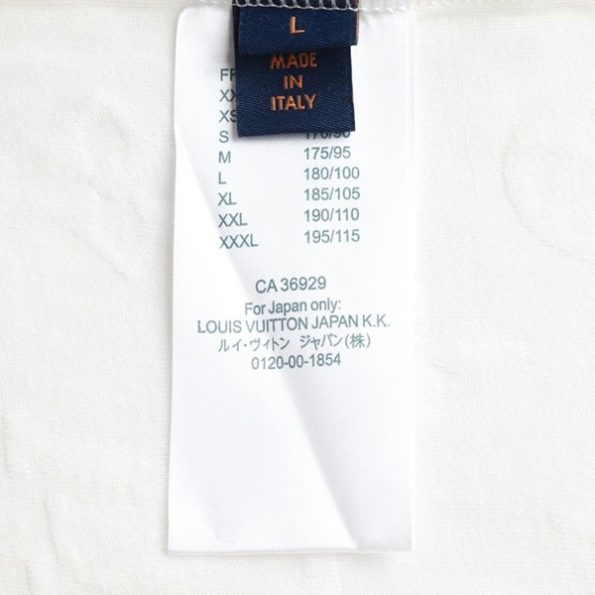 L
MADE
IN
ITALY
S
M 175/95
L 180/100
XL 185/105
XXL 190/110
XXXL 195/115
CA 36929
For Japan only:
LOUIS VUITTON JAPAN K.K.
ルイ・ヴィトン ジャパン(株)
0120-00-1854